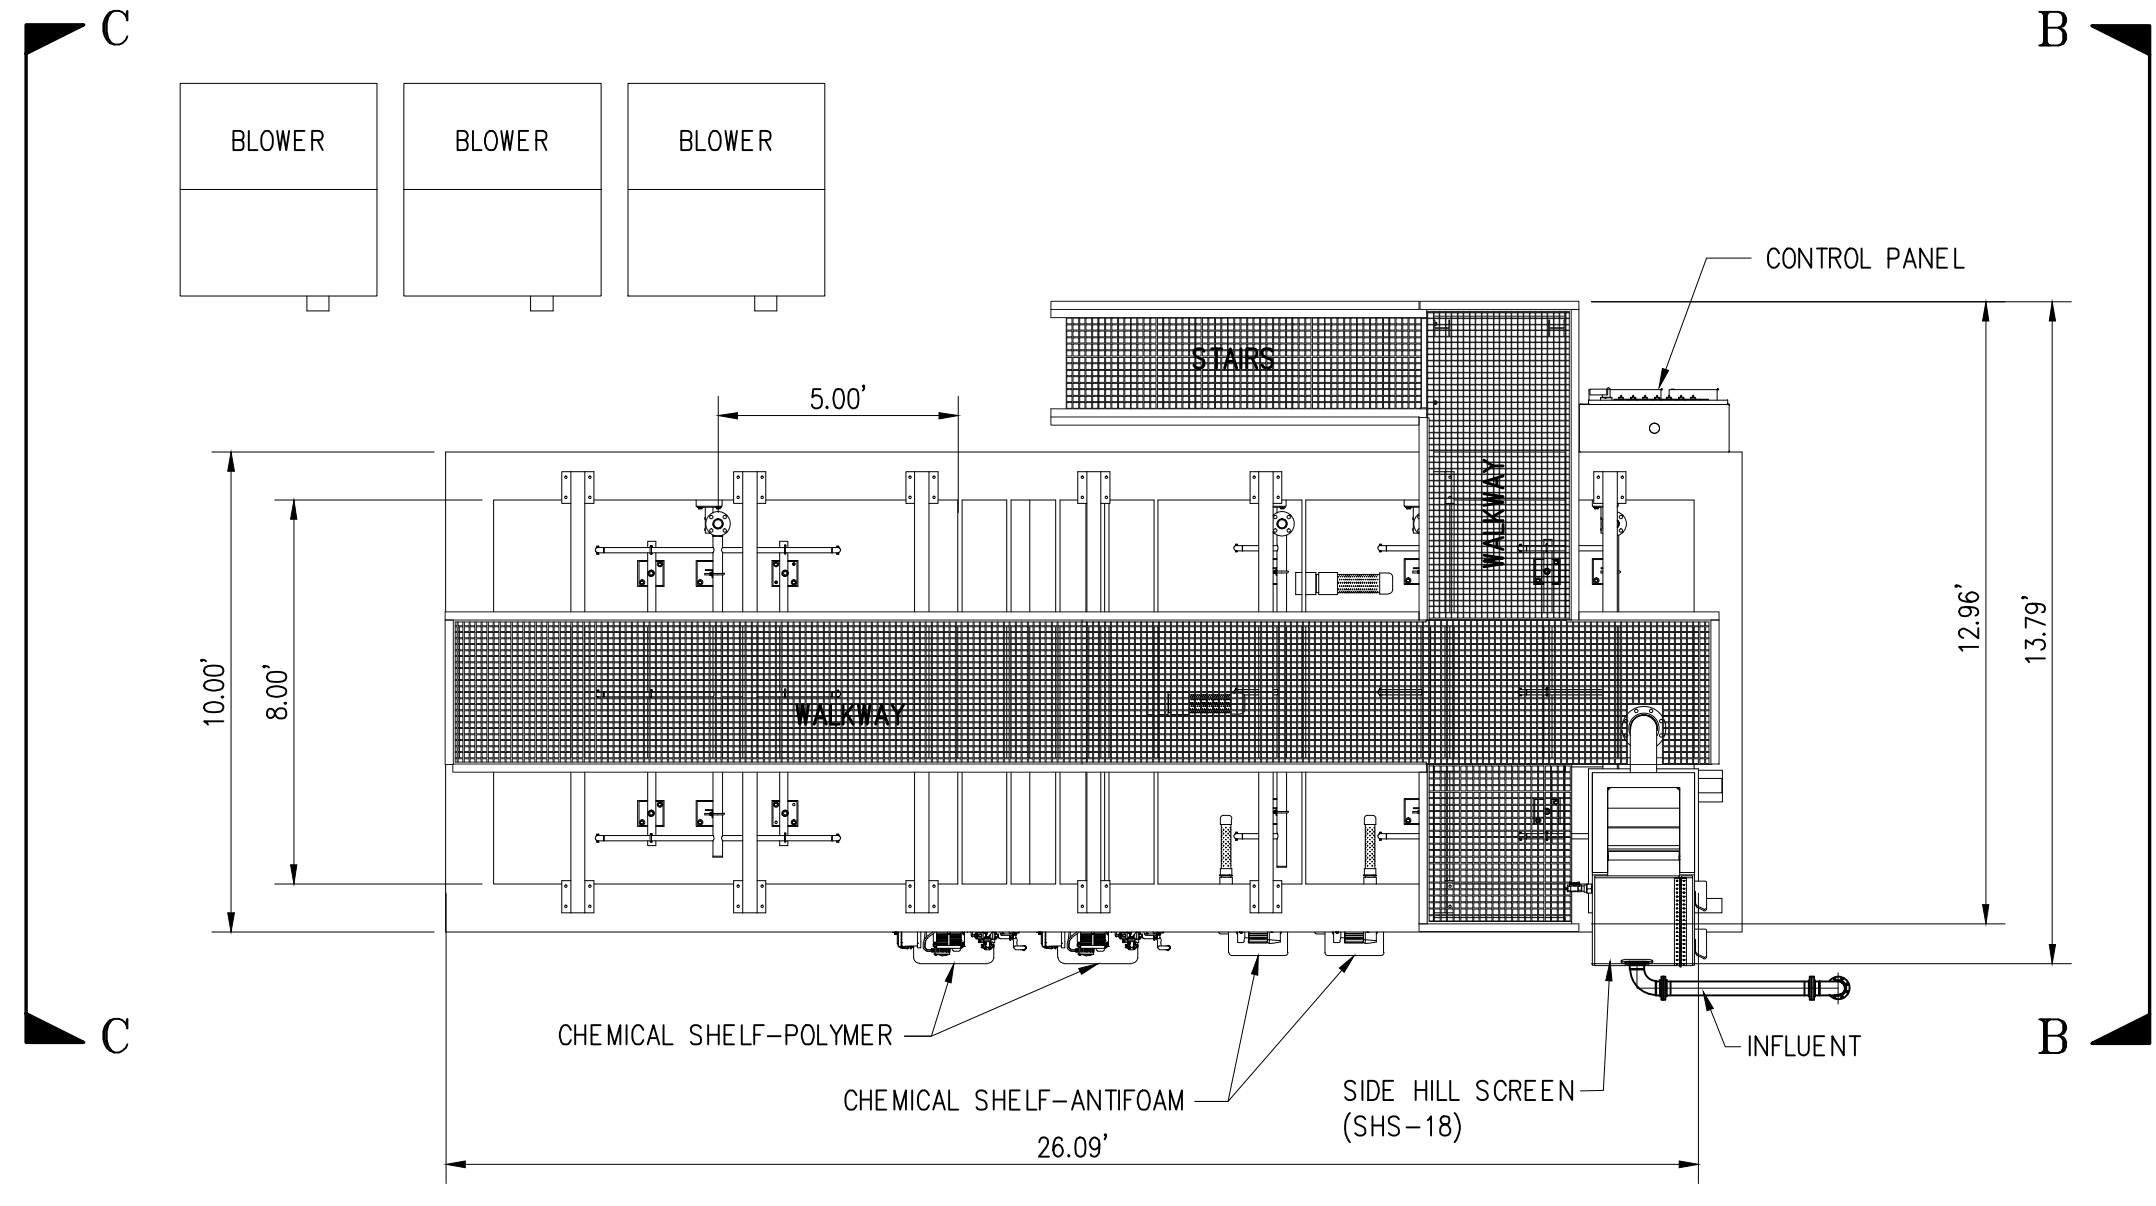 C
B
BLOWER
BLOWER
BLOWER
CONTROL PANEL
STAIRS
5.00'
WALKWAY
12.96'
13.79'
10.00'
8.00'
WALKWAY
CHEMICAL SHELF-POLYMER
C
B
INFLUENT
CHEMICAL SHELF-ANTIFOAM
SIDE HILL SCREEN
(SHS-18)
26.09'